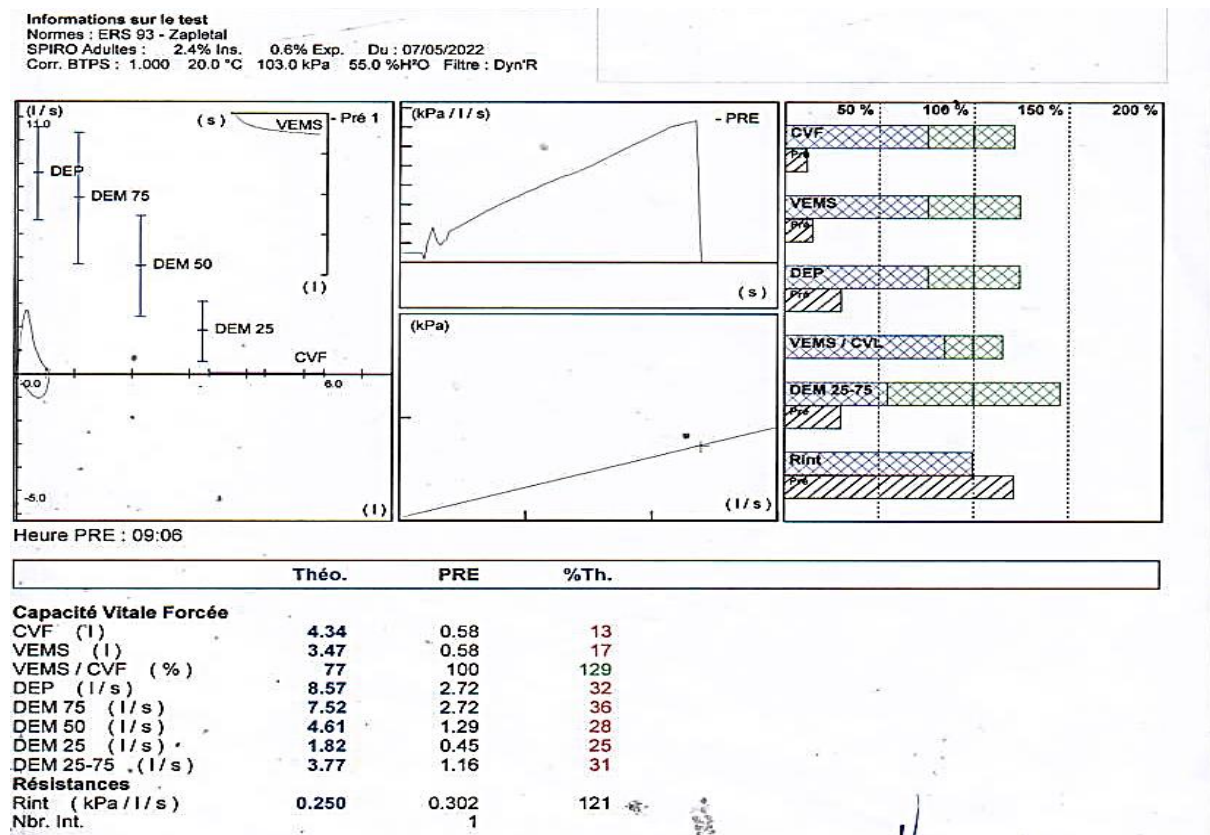 Informations sur le test
Normes : ERS 93 - Zapletal
SPIRO Adultes : 2.4% Ins. 0.6% Exp. Du : 07/05/2022
Corr. BTPS : 1.000 20.0 °C 103.0 kPa 55.0 %H²O Filtre : Dyn'R
(l / s)
11.0
(s)
VEMS
- Pré 1
DEP
DEM 75
DEM 50
(l)
DEM 25
CVF
0.0
6.0
-5.0
(l)
(kPa / l / s)
- PRE
(s)
(kPa)
(l / s)
50 % 100 % 150 % 200 %
CVF
Pré
VEMS
Pré
DEP
Pré
VEMS / CVL
DEM 25-75
Pré
Rint
Pré
Heure PRE : 09:06
Théo. PRE %Th.
Capacité Vitale Forcée
CVF (l) 4.34 0.58 13
VEMS (l) 3.47 0.58 17
VEMS / CVF (%) 77 100 129
DEP (l / s) 8.57 2.72 32
DEM 75 (l / s) 7.52 2.72 36
DEM 50 (l / s) 4.61 1.29 28
DEM 25 (l / s) 1.82 0.45 25
DEM 25-75 (l / s) 3.77 1.16 31
Résistances
Rint (kPa / l / s) 0.250 0.302 121
Nbr. Int. 1